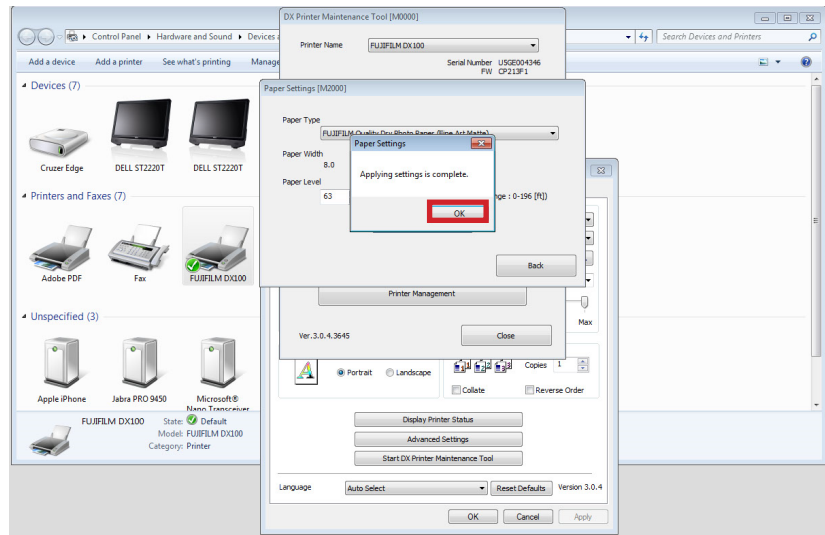 DX Printer Maintenance Tool [M0000]
Control Panel Hardware and Sound Devices
Search Devices and Printers
Printer Name FUJIFILM DX100
Add a device Add a printer See what's printing Manage
Serial Number USGE004346
FW CP213F1
Devices (7)
Paper Settings [M2000]
Paper Type
FUJIFILM Quality Dry Photo Paper (Fine Art Matte)
Paper Settings
Paper Width
8.0
Applying settings is complete.
Cruzer Edge DELL ST2220T DELL ST2220T
Paper Level
63 nge : 0-196 [ft])
Printers and Faxes (7)
OK
Back
Adobe PDF Fax FUJIFILM DX100
Printer Management
Unspecified (3)
Max
Ver.3.0.4.3645 Close
Portrait Landscape Copies 1
Collate Reverse Order
Apple iPhone Jabra PRO 9450 Microsoft®
Nano Transceiver
FUJIFILM DX100 State: Default
Model: FUJIFILM DX100
Category: Printer
Display Printer Status
Advanced Settings
Start DX Printer Maintenance Tool
Language Auto Select Reset Defaults Version 3.0.4
OK Cancel Apply